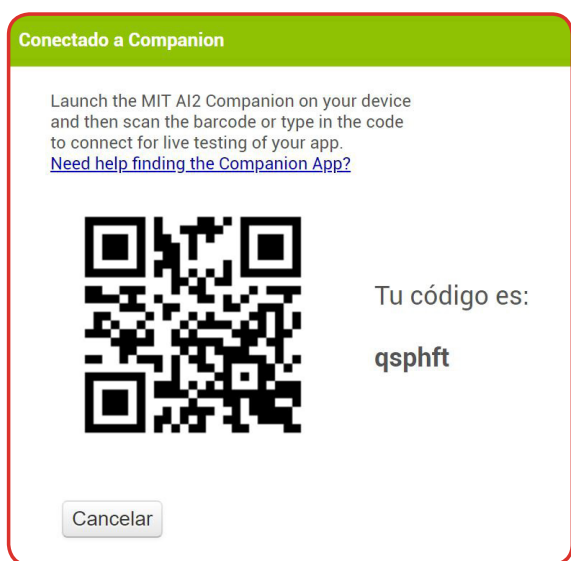 Conectado a Companion
Launch the MIT AI2 Companion on your device
and then scan the barcode or type in the code
to connect for live testing of your app.
Need help finding the Companion App?
Tu código es:
qsphft
Cancelar